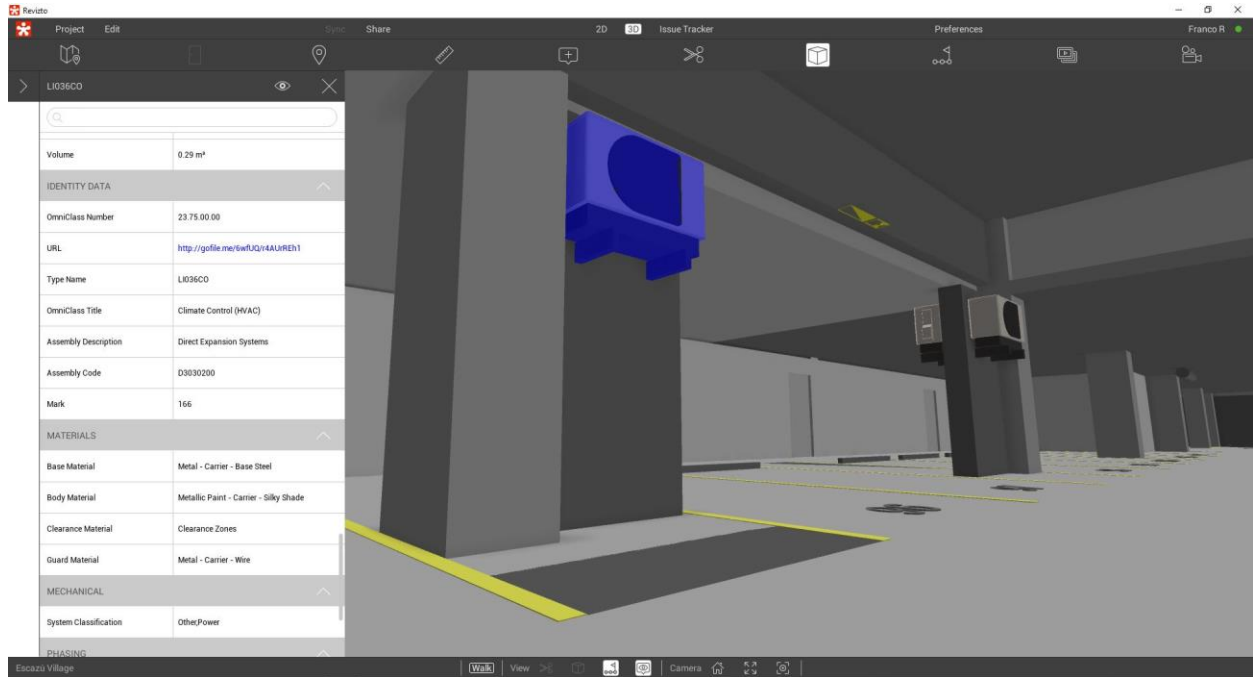 Revizto
Project Edit Sync Share 2D 3D Issue Tracker Preferences Franco R
LI036CO
Volume 0.29 m³
IDENTITY DATA
OmniClass Number 23.75.00.00
URL http://gofile.me/6wfUQ/r4AUrREh1
Type Name LI036CO
OmniClass Title Climate Control (HVAC)
Assembly Description Direct Expansion Systems
Assembly Code D3030200
Mark 166
MATERIALS
Base Material Metal - Carrier - Base Steel
Body Material Metallic Paint - Carrier - Silky Shade
Clearance Material Clearance Zones
Guard Material Metal - Carrier - Wire
MECHANICAL
System Classification Other,Power
PHASING
Escazú Village Walk View Camera